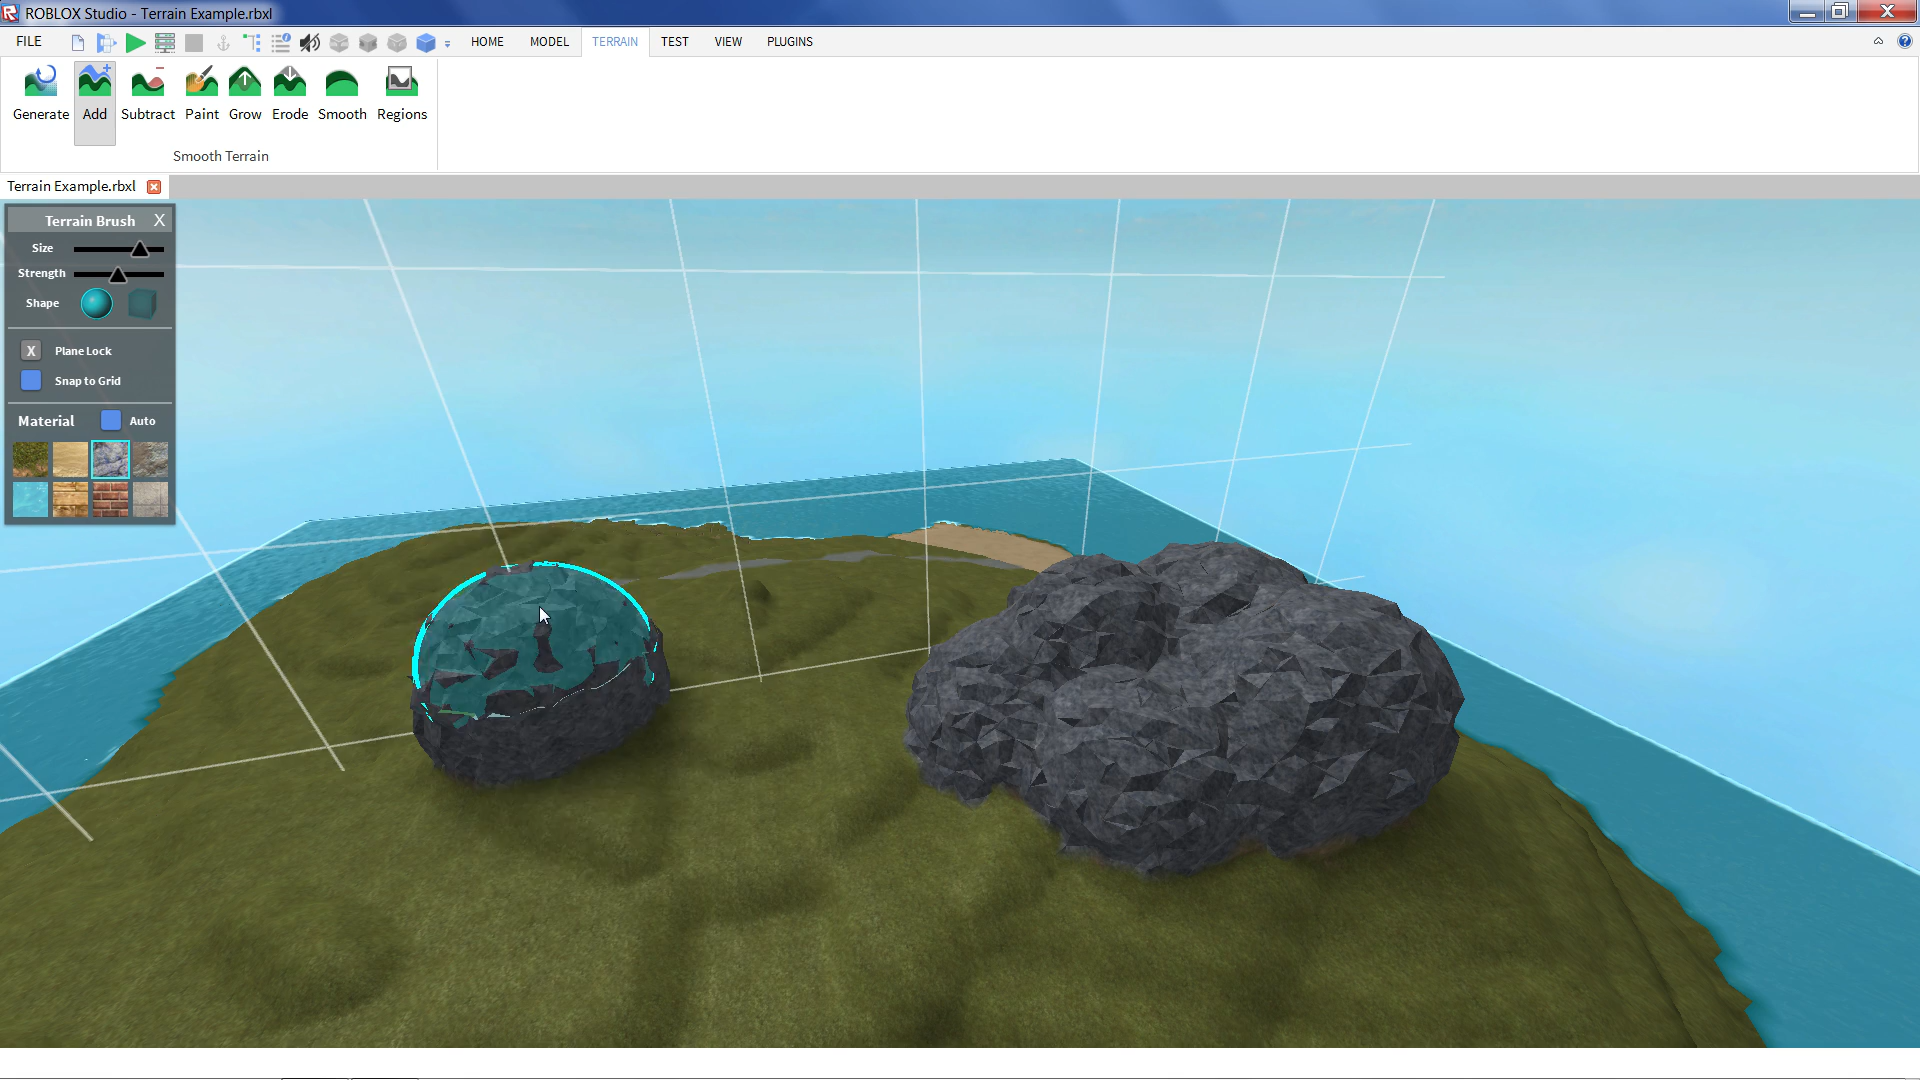 ROBLOX Studio - Terrain Example.rbxl
FILE HOME MODEL TERRAIN TEST VIEW PLUGINS
Generate Add Subtract Paint Grow Erode Smooth Regions
Smooth Terrain
Terrain Example.rbxl
Terrain Brush X
Size
Strength
Shape
X Plane Lock
Snap to Grid
Material Auto